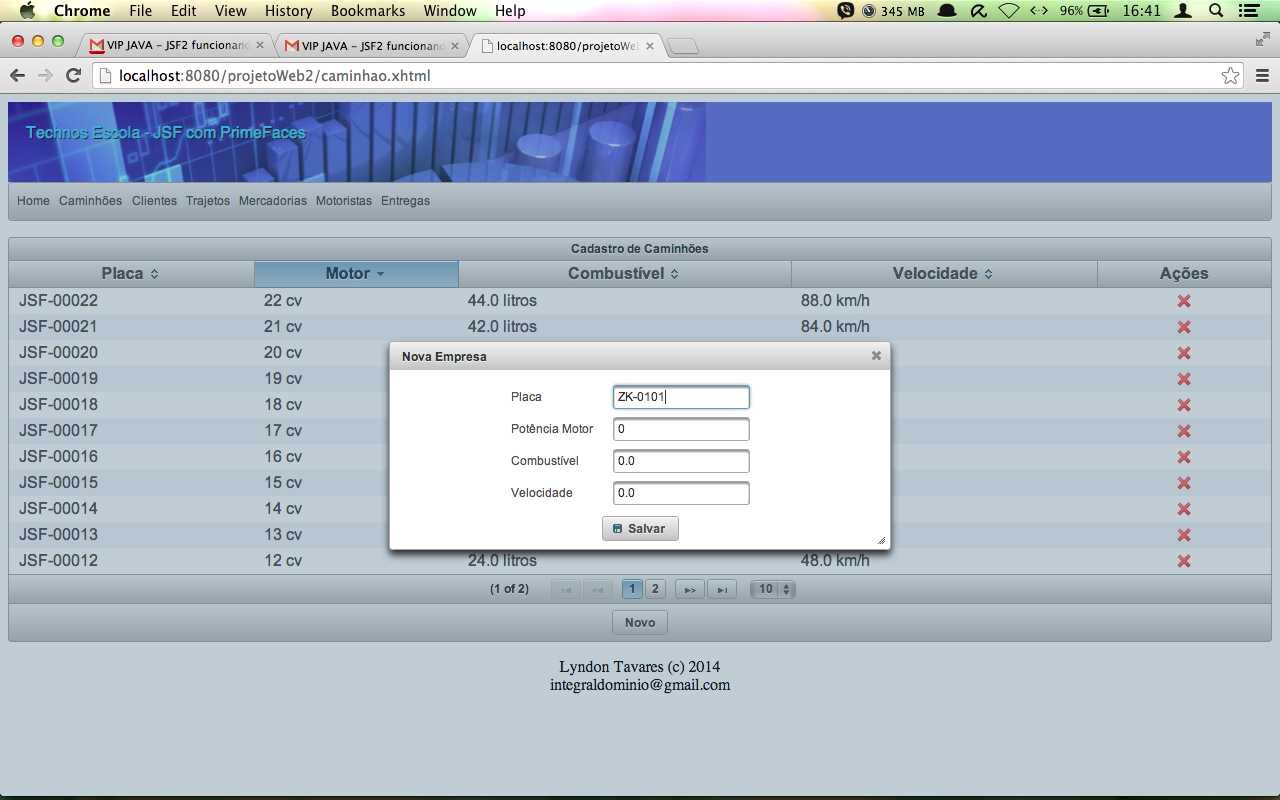 Chrome File Edit View History Bookmarks Window Help 345 MB 96% 16:41
VIP JAVA - JSF2 funcionand VIP JAVA - JSF2 funcionand localhost:8080/projetoWeb
localhost:8080/projetoWeb2/caminhao.xhtml
Technos Escola - JSF com PrimeFaces
Home Caminhões Clientes Trajetos Mercadorias Motoristas Entregas
Cadastro de Caminhões
Placa Motor Combustível Velocidade Ações
JSF-00022 22 cv 44.0 litros 88.0 km/h
JSF-00021 21 cv 42.0 litros 84.0 km/h
JSF-00020 20 cv
JSF-00019 19 cv
JSF-00018 18 cv
JSF-00017 17 cv
JSF-00016 16 cv
JSF-00015 15 cv
JSF-00014 14 cv
JSF-00013 13 cv
JSF-00012 12 cv 24.0 litros 48.0 km/h
Nova Empresa
Placa ZK-0101
Potência Motor 0
Combustível 0.0
Velocidade 0.0
Salvar
(1 of 2) 1 2 10
Novo
Lyndon Tavares (c) 2014
integraldominio@gmail.com